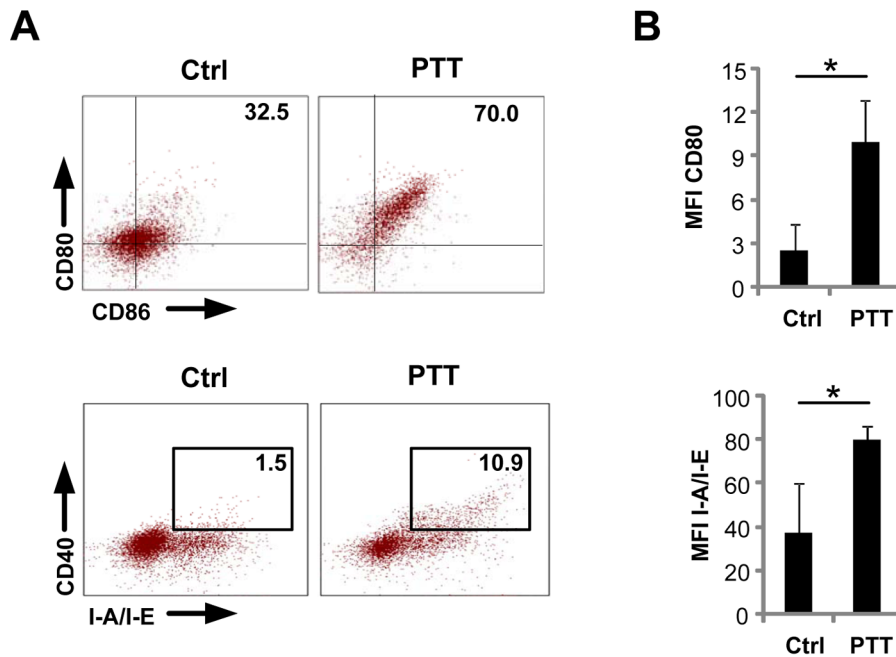 A
Ctrl
PTT
32.5
70.0
CD80
CD86
Ctrl
PTT
1.5
10.9
CD40
I-A/I-E
B
15
12
9
6
3
0
MFI CD80
*
Ctrl
PTT
100
80
60
40
20
0
MFI I-A/I-E
*
Ctrl
PTT